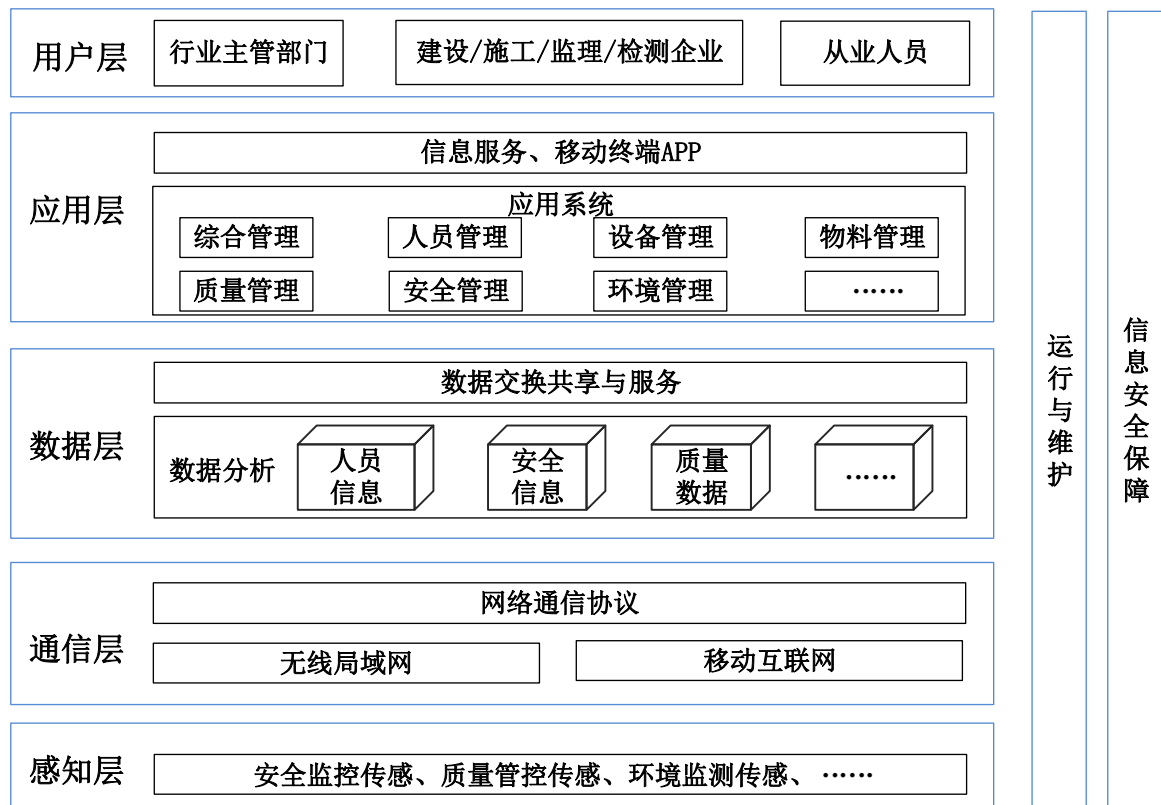 用户层
行业主管部门
建设/施工/监理/检测企业
从业人员
应用层
信息服务、移动终端APP
应用系统
综合管理
人员管理
设备管理
物料管理
质量管理
安全管理
环境管理
……
数据层
数据交换共享与服务
数据分析
人员
信息
安全
信息
质量
数据
……
通信层
网络通信协议
无线局域网
移动互联网
感知层
安全监控传感、质量管控传感、环境监测传感、……
运行与维护
信息安全保障